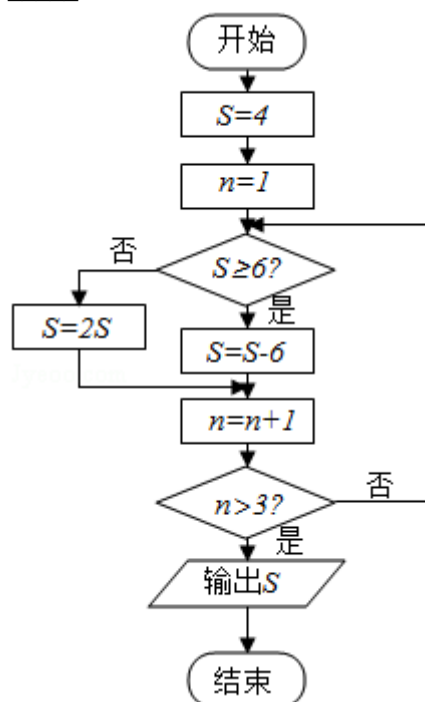 开始
S=4
n=1
S≥6?
否
是
S=2S
S=S-6
n=n+1
n>3?
否
是
输出S
结束